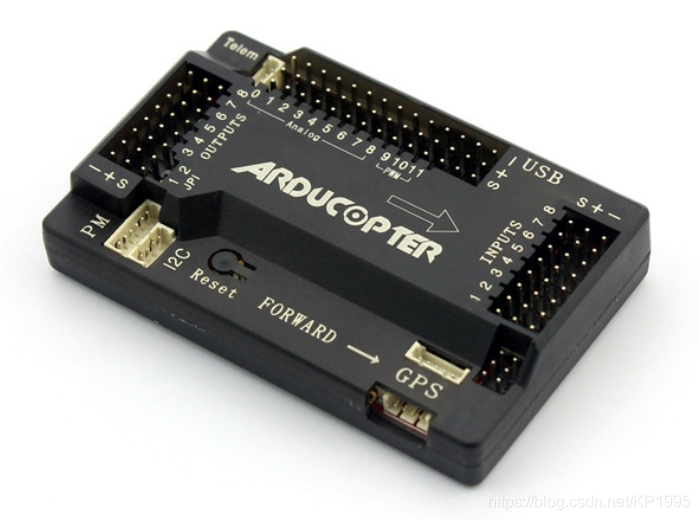 Telem
0 1 2 3 4 5 6 7 8 9 10 11
Analog
PWM
1 2 3 4 5 6 7 8
OUTPUTS
JP1
- + S
S + -
USB
ARDUCOPTER
S + -
INPUTS
1 2 3 4 5 6 7 8
PM
I2C
Reset
FORWARD
GPS
https://blog.csdn.net/KP1995